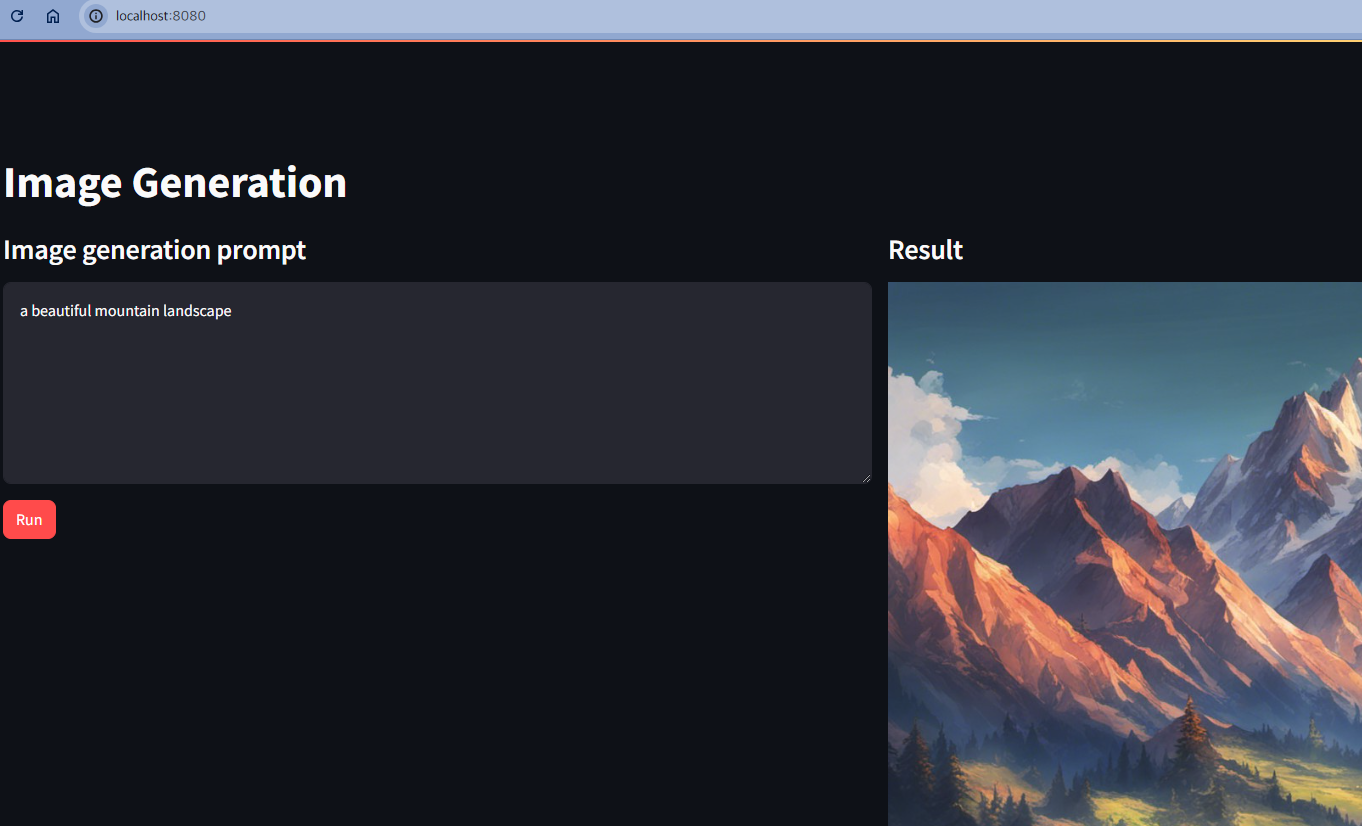 localhost:8080
Image Generation
Image generation prompt
a beautiful mountain landscape
Run
Result